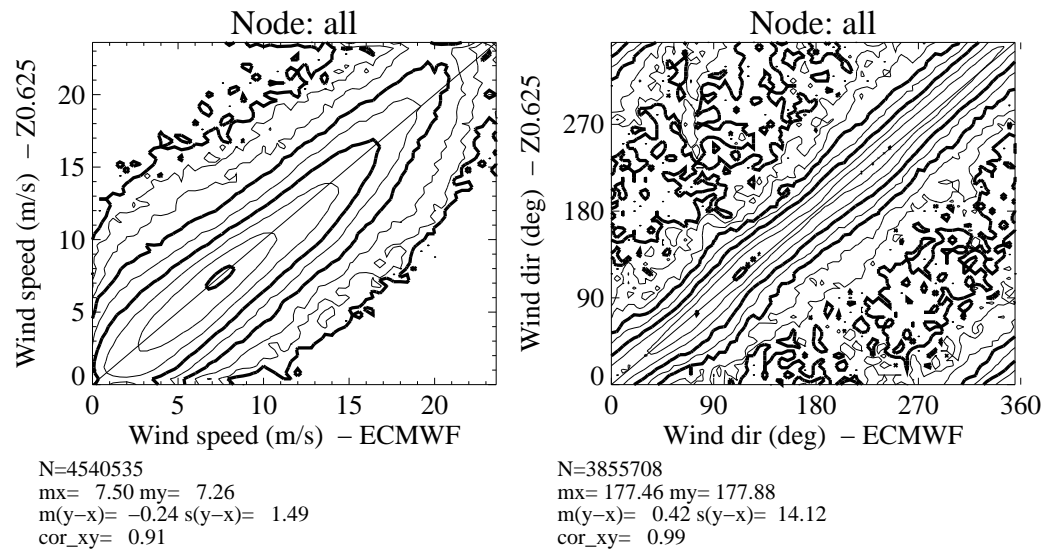 Node: all
Wind speed (m/s) − Z0.625
20
15
10
5
0
0 5 10 15 20
Wind speed (m/s) − ECMWF
N=4540535
mx= 7.50 my= 7.26
m(y−x)= −0.24 s(y−x)= 1.49
cor_xy= 0.91
Node: all
Wind dir (deg) − Z0.625
270
180
90
0
0 90 180 270 360
Wind dir (deg) − ECMWF
N=3855708
mx= 177.46 my= 177.88
m(y−x)= 0.42 s(y−x)= 14.12
cor_xy= 0.99